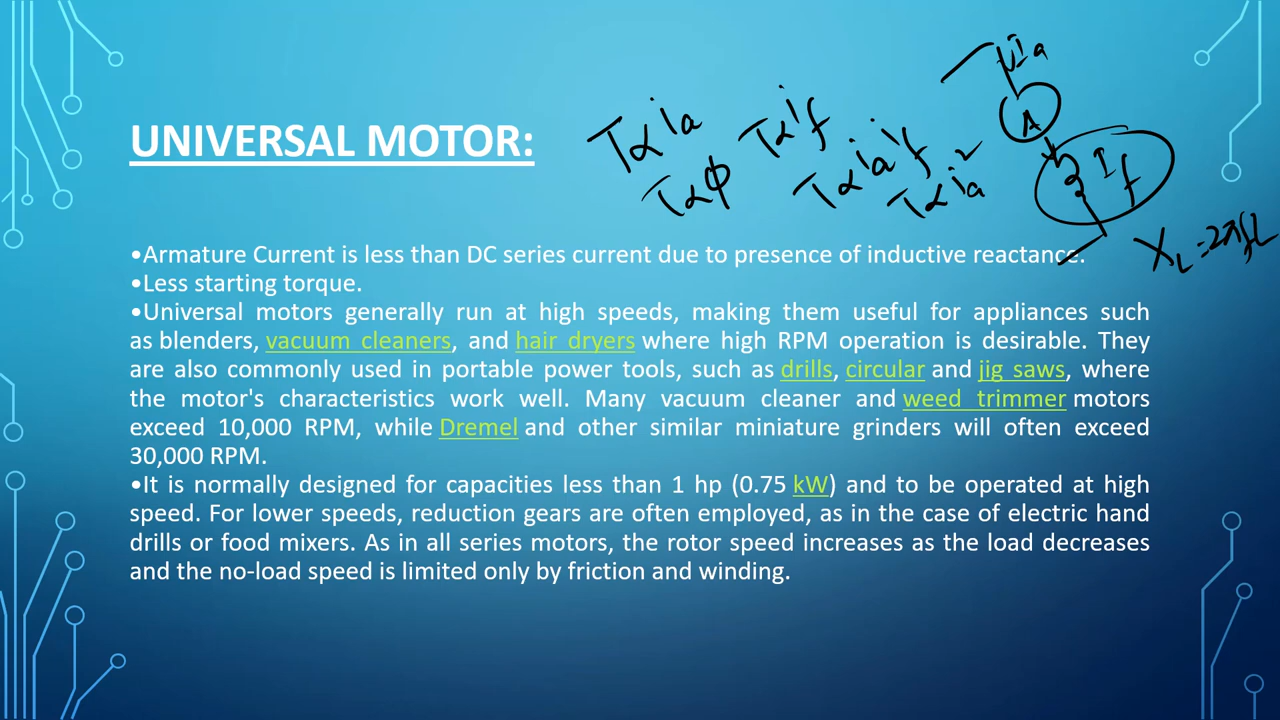 UNIVERSAL MOTOR:
T α ia
T α φ
T α if
T α ia if
T α ia²
Ia
A
If
XL = 2πfL
•Armature Current is less than DC series current due to presence of inductive reactance.
•Less starting torque.
•Universal motors generally run at high speeds, making them useful for appliances such
as blenders, vacuum cleaners, and hair dryers where high RPM operation is desirable. They
are also commonly used in portable power tools, such as drills, circular and jig saws, where
the motor's characteristics work well. Many vacuum cleaner and weed trimmer motors
exceed 10,000 RPM, while Dremel and other similar miniature grinders will often exceed
30,000 RPM.
•It is normally designed for capacities less than 1 hp (0.75 kW) and to be operated at high
speed. For lower speeds, reduction gears are often employed, as in the case of electric hand
drills or food mixers. As in all series motors, the rotor speed increases as the load decreases
and the no-load speed is limited only by friction and winding.